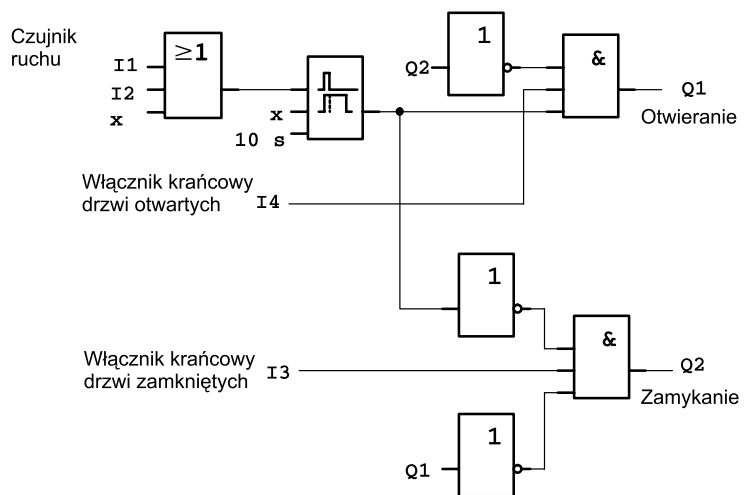 Czujnik
ruchu
I1
I2
x
≥1
x
10 s
Q2
1
&
Q1
Otwieranie
Włącznik krańcowy
drzwi otwartych
I4
1
Włącznik krańcowy
drzwi zamkniętych
I3
&
Q2
Zamykanie
1
Q1